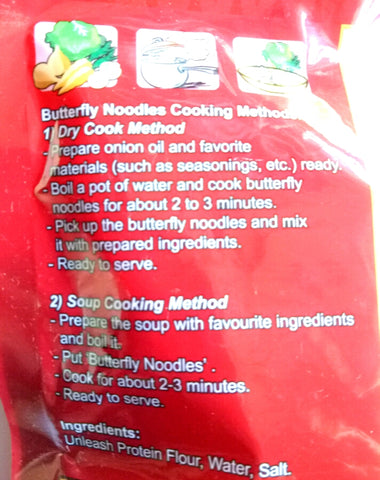 Butterfly Noodles Cooking Method
1) Dry Cook Method
- Prepare onion oil and favorite
materials (such as seasonings, etc.) ready.
- Boil a pot of water and cook butterfly
noodles for about 2 to 3 minutes.
- Pick up the butterfly noodles and mix
it with prepared ingredients.
- Ready to serve.
2) Soup Cooking Method
- Prepare the soup with favourite ingredients
and boil it.
- Put 'Butterfly Noodles' .
- Cook for about 2-3 minutes.
- Ready to serve.
Ingredients:
Unleash Protein Flour, Water, Salt.